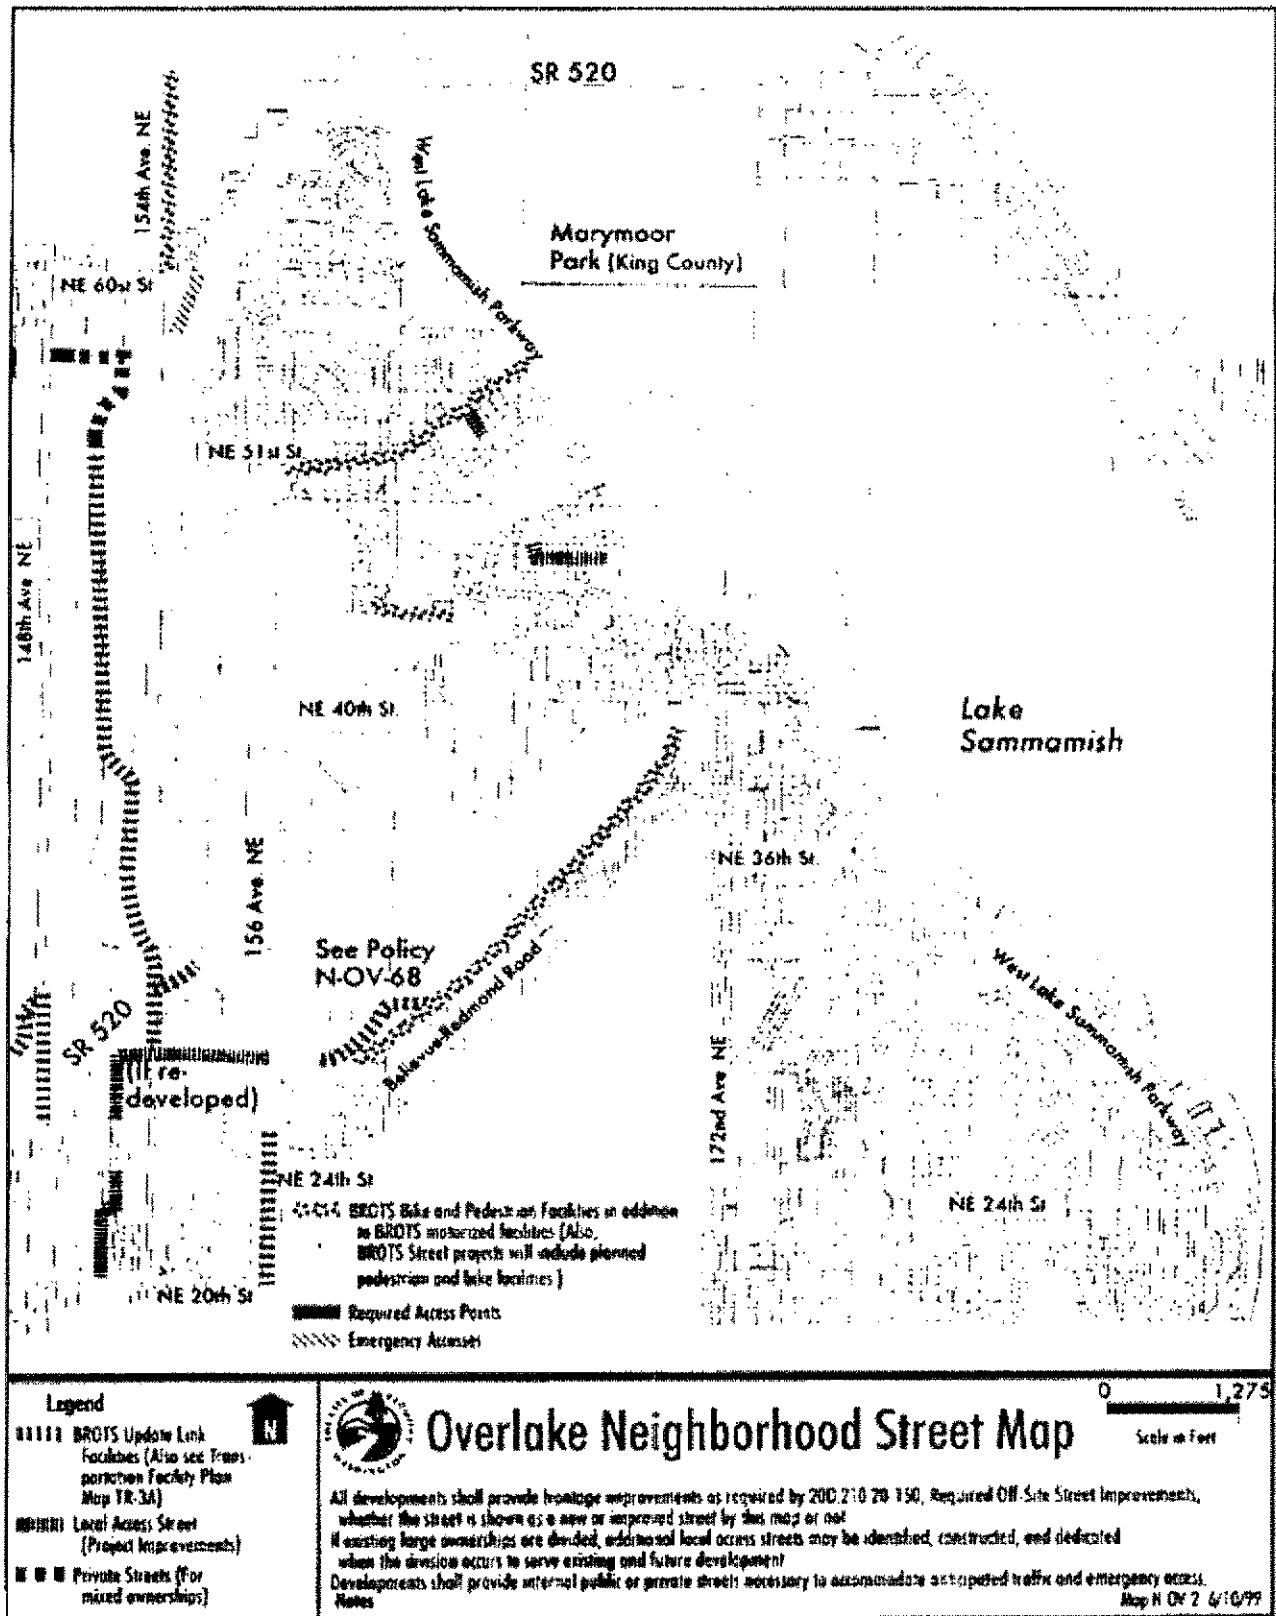 SR 520
154th Ave. NE
West Lake Sammamish Parkway
Marymoor
Park (King County)
NE 60st St
NE 51st St.
148th Ave NE
NE 40th St.
Lake
Sammamish
156 Ave. NE
NE 36th St.
See Policy
N-OV-68
Bellevue-Redmond Road
West Lake Sammamish Parkway
SR 520
(If re-
developed)
172nd Ave NE
NE 24th St
NE 24th St
NE 20th St
BROTS Bike and Pedestrian Facilities in addition
to BROTS motorized facilities (Also,
BROTS Street projects will include planned
pedestrian and bike facilities)
Required Access Points
Emergency Accesses
Legend
N
BROTS Update Link
Facilities (Also see Trans-
portation Facility Plan
Map TR-3A)
Local Access Street
(Project Improvements)
Private Streets (For
mixed ownerships)
WASHINGTON
Overlake Neighborhood Street Map
0 1,275
Scale in Feet
All developments shall provide frontage improvements as required by 20D.210.20-150, Required Off-Site Street Improvements,
whether the street is shown as a new or improved street by this map or not
If existing large ownerships are divided, additional local access streets may be identified, constructed, and dedicated
when the division occurs to serve existing and future development
Developments shall provide internal public or private streets necessary to accommodate anticipated traffic and emergency access.
Notes
Map N-OV-2 6/10/99